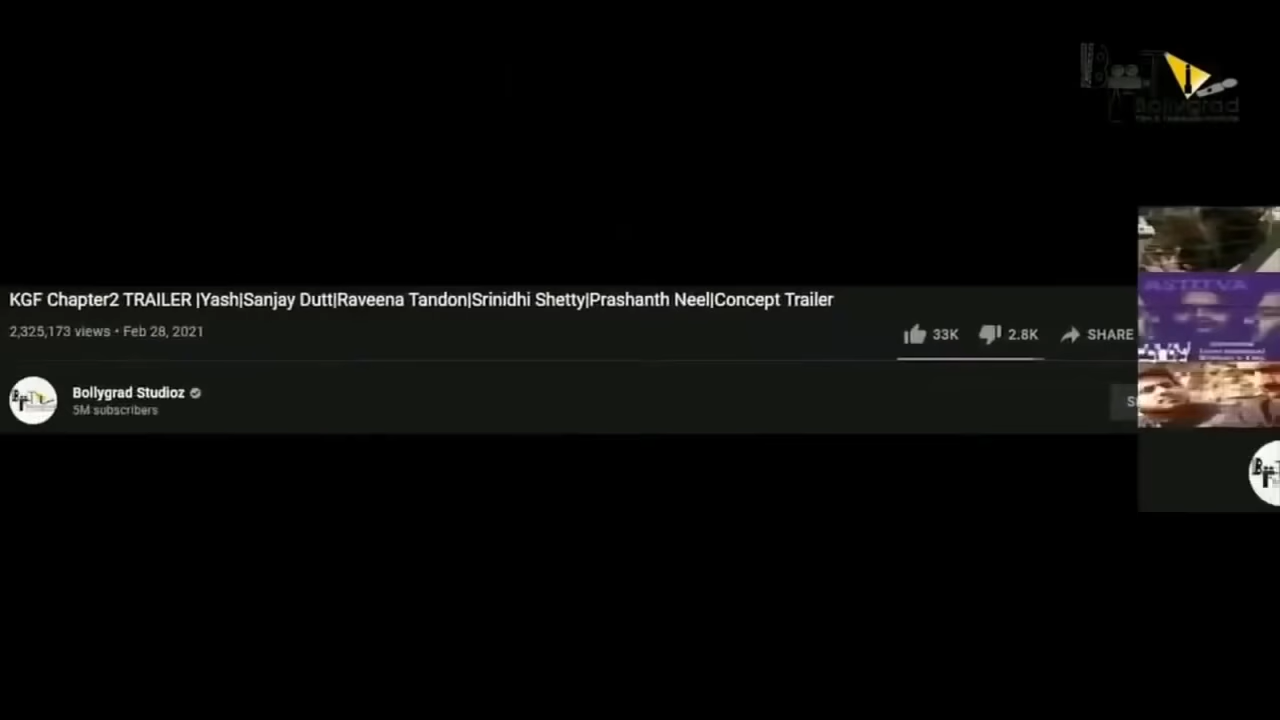 Bollygrad
KGF Chapter2 TRAILER |Yash|Sanjay Dutt|Raveena Tandon|Srinidhi Shetty|Prashanth Neel|Concept Trailer
2,325,173 views • Feb 28, 2021
33K
2.8K
SHARE
ASTITVA
Bollygrad Studioz
5M subscribers